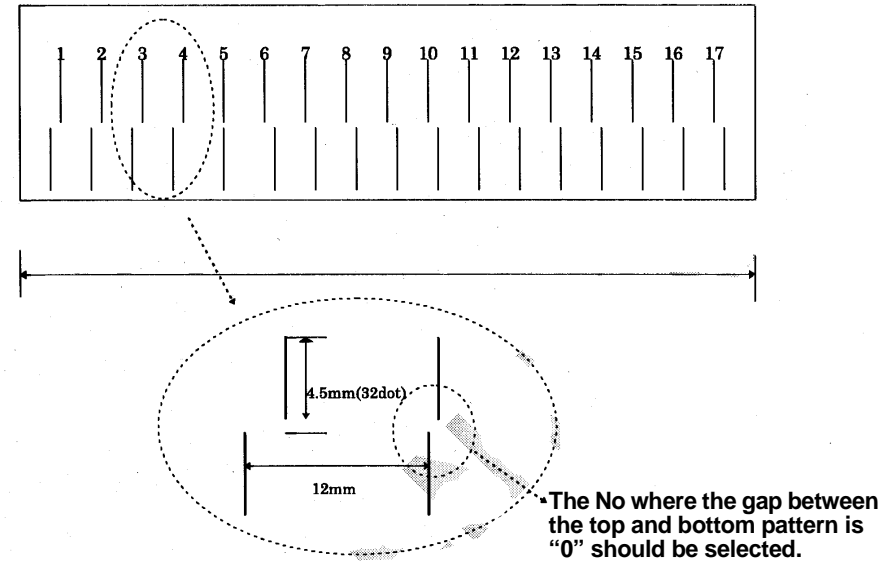 1 2 3 4 5 6 7 8 9 10 11 12 13 14 15 16 17
4.5mm(32dot)
12mm
The No where the gap between
the top and bottom pattern is
“0” should be selected.